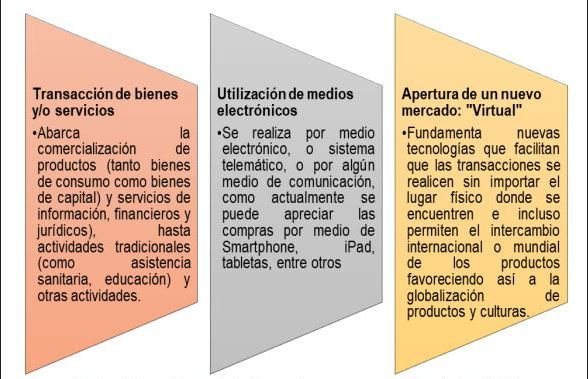 Transacción de bienes
y/o servicios
•Abarca la
comercialización de
productos (tanto bienes
de consumo como bienes
de capital) y servicios de
información, financieros y
jurídicos), hasta
actividades tradicionales
(como asistencia
sanitaria, educación) y
otras actividades.
Utilización de medios
electrónicos
•Se realiza por medio
electrónico, o sistema
telemático, o por algún
medio de comunicación,
como actualmente se
puede apreciar las
compras por medio de
Smartphone, iPad,
tabletas, entre otros
Apertura de un nuevo
mercado: "Virtual"
•Fundamenta nuevas
tecnologías que facilitan
que las transacciones se
realicen sin importar el
lugar físico donde se
encuentren e incluso
permiten el intercambio
internacional o mundial
de los productos
favoreciendo así a la
globalización de
productos y culturas.